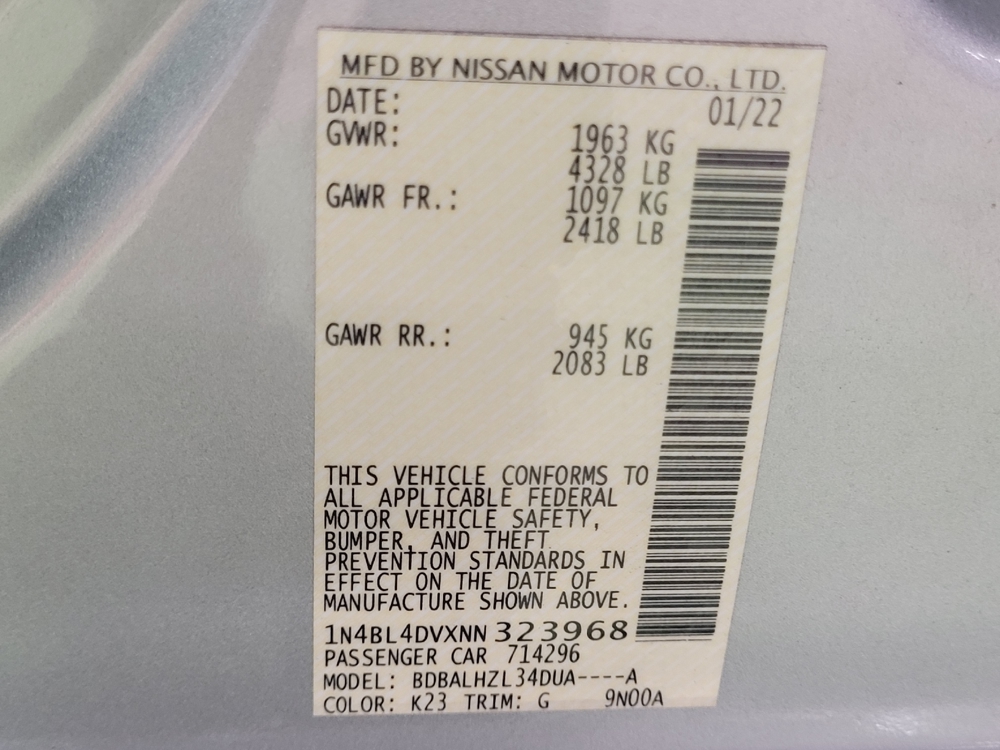 MFD BY NISSAN MOTOR CO., LTD.
DATE: 01/22
GVWR: 1963 KG
4328 LB
GAWR FR.: 1097 KG
2418 LB
GAWR RR.: 945 KG
2083 LB
THIS VEHICLE CONFORMS TO
ALL APPLICABLE FEDERAL
MOTOR VEHICLE SAFETY,
BUMPER, AND THEFT
PREVENTION STANDARDS IN
EFFECT ON THE DATE OF
MANUFACTURE SHOWN ABOVE.
1N4BL4DVXNN 323968
PASSENGER CAR 714296
MODEL: BDBALHZL34DUA----A
COLOR: K23 TRIM: G 9N00A